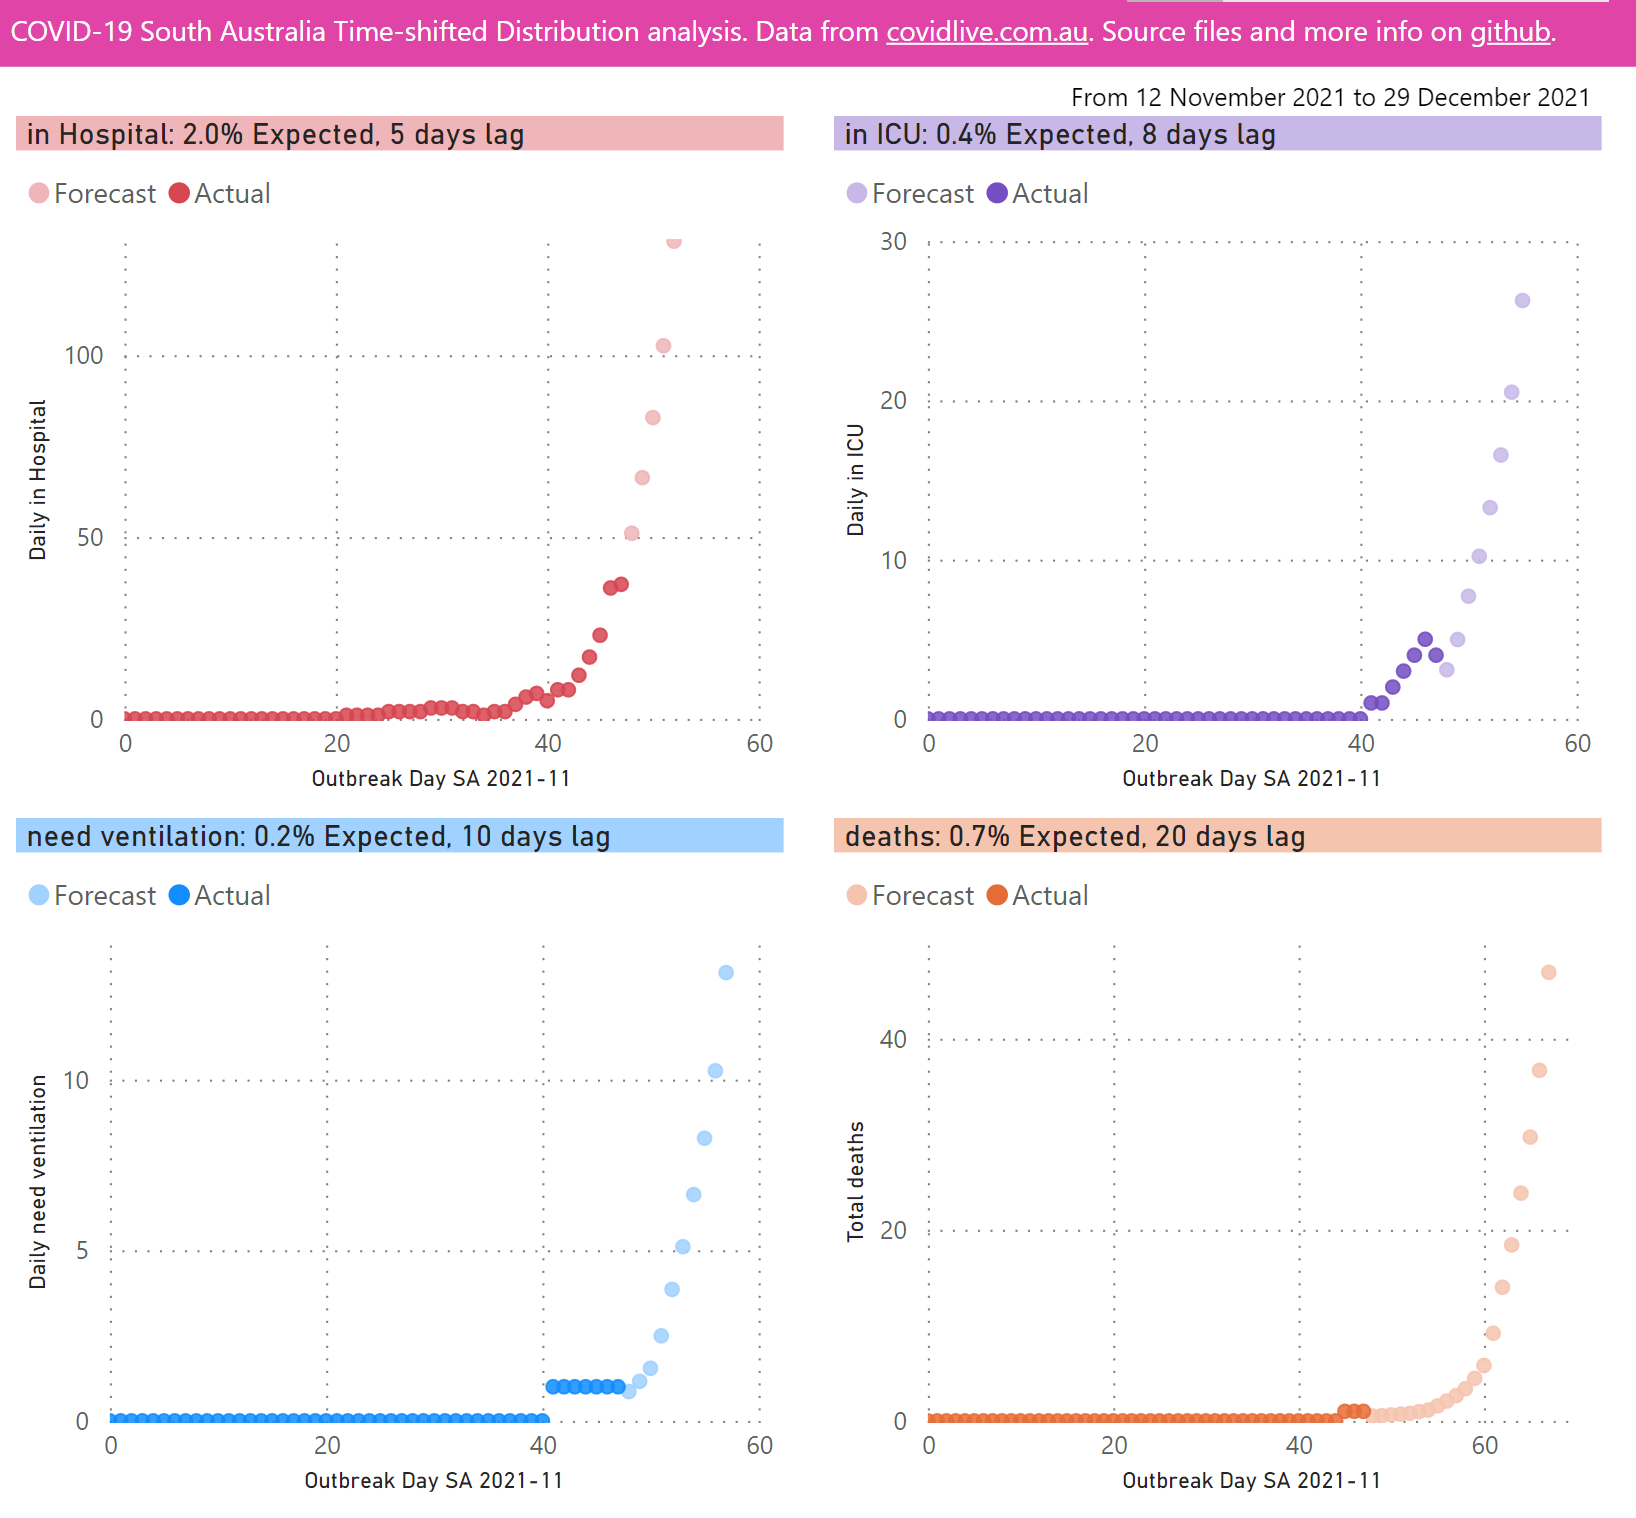 COVID-19 South Australia Time-shifted Distribution analysis. Data from covidlive.com.au. Source files and more info on github.
From 12 November 2021 to 29 December 2021
in Hospital: 2.0% Expected, 5 days lag
Forecast Actual
Daily in Hospital
100
50
0
0 20 40 60
Outbreak Day SA 2021-11
in ICU: 0.4% Expected, 8 days lag
Forecast Actual
Daily in ICU
30
20
10
0
0 20 40 60
Outbreak Day SA 2021-11
need ventilation: 0.2% Expected, 10 days lag
Forecast Actual
Daily need ventilation
10
5
0
0 20 40 60
Outbreak Day SA 2021-11
deaths: 0.7% Expected, 20 days lag
Forecast Actual
Total deaths
40
20
0
0 20 40 60
Outbreak Day SA 2021-11